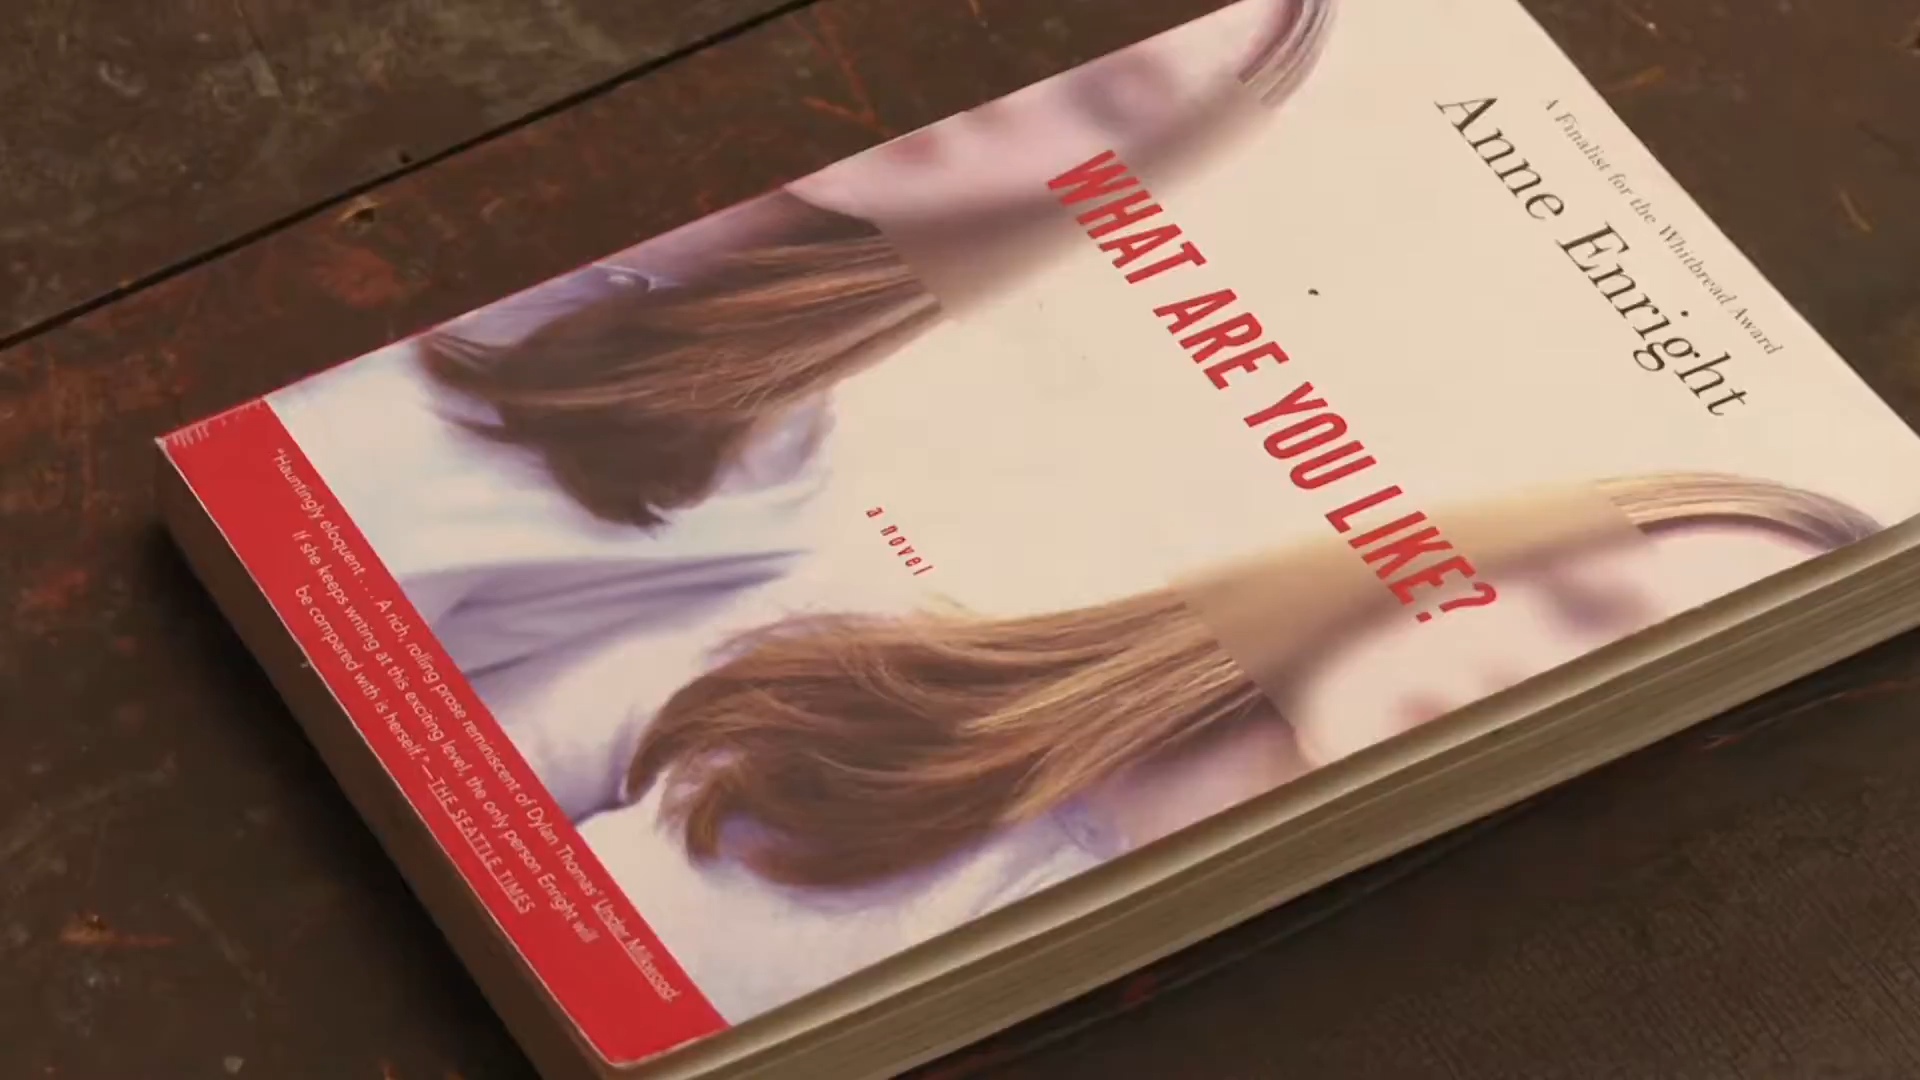 A Finalist for the Whitbread Award
Anne Enright
WHAT ARE YOU LIKE?
a novel
"Hauntingly eloquent . . . A rich, rolling prose reminiscent of Dylan Thomas' Under Milkwood.
If she keeps writing at this exciting level, the only person Enright will
be compared with is herself."—THE SEATTLE TIMES